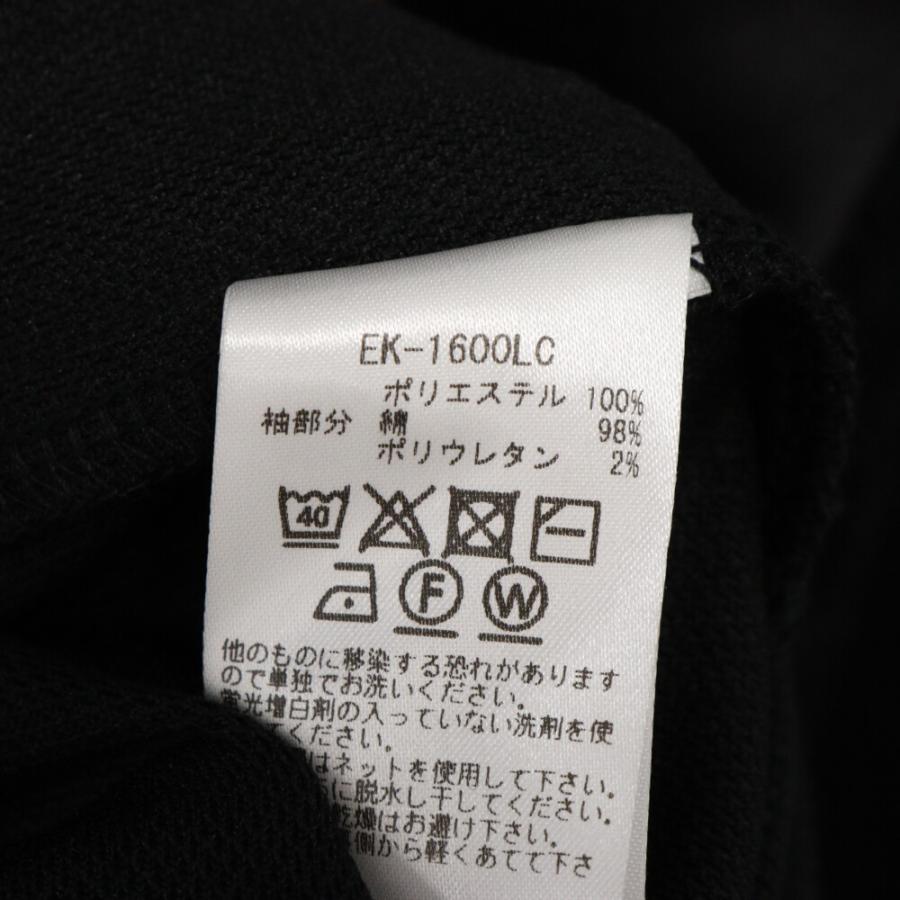 EK-1600LC
ポリエステル 100%
袖部分 綿 98%
ポリウレタン 2%
40
F W
他のものに移染する恐れがあります
ので単独でお洗いください。
蛍光増白剤の入っていない洗剤を使
てください。
はネットを使用して下さい。
に脱水し干してください。
乾燥はお避け下さい。
側から軽くあてて下さ